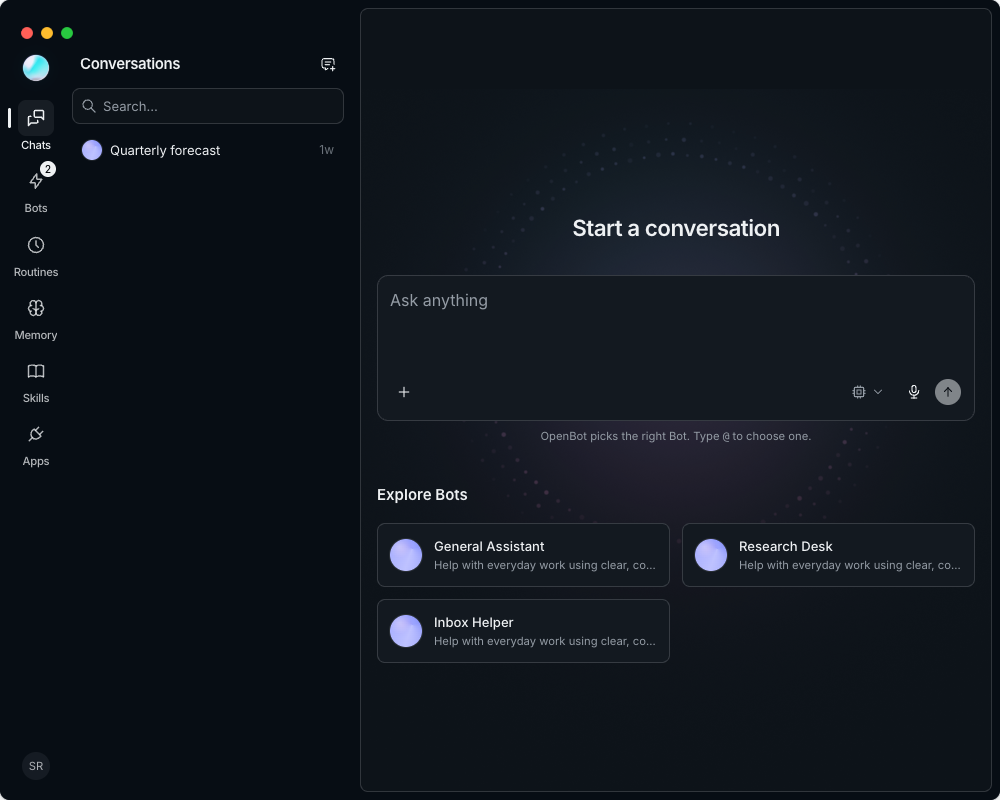 Conversations
Search...
Quarterly forecast 1w
Chats
2
Bots
Routines
Memory
Skills
Apps
SR
Start a conversation
Ask anything
OpenBot picks the right Bot. Type @ to choose one.
Explore Bots
General Assistant
Help with everyday work using clear, co...
Research Desk
Help with everyday work using clear, co...
Inbox Helper
Help with everyday work using clear, co...